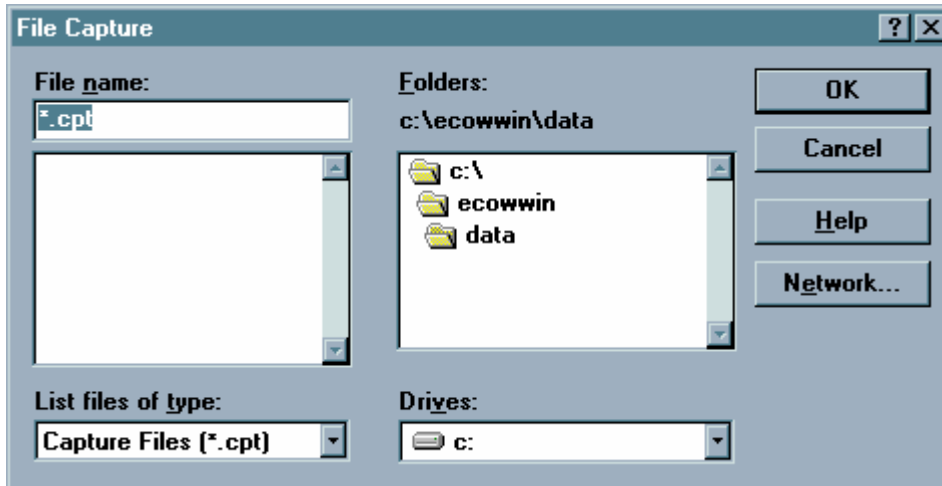 File Capture
File name:
*.cpt
Folders:
c:\ecowwin\data
c:\
ecowwin
data
OK
Cancel
Help
Network...
List files of type:
Capture Files (*.cpt)
Drives:
c: